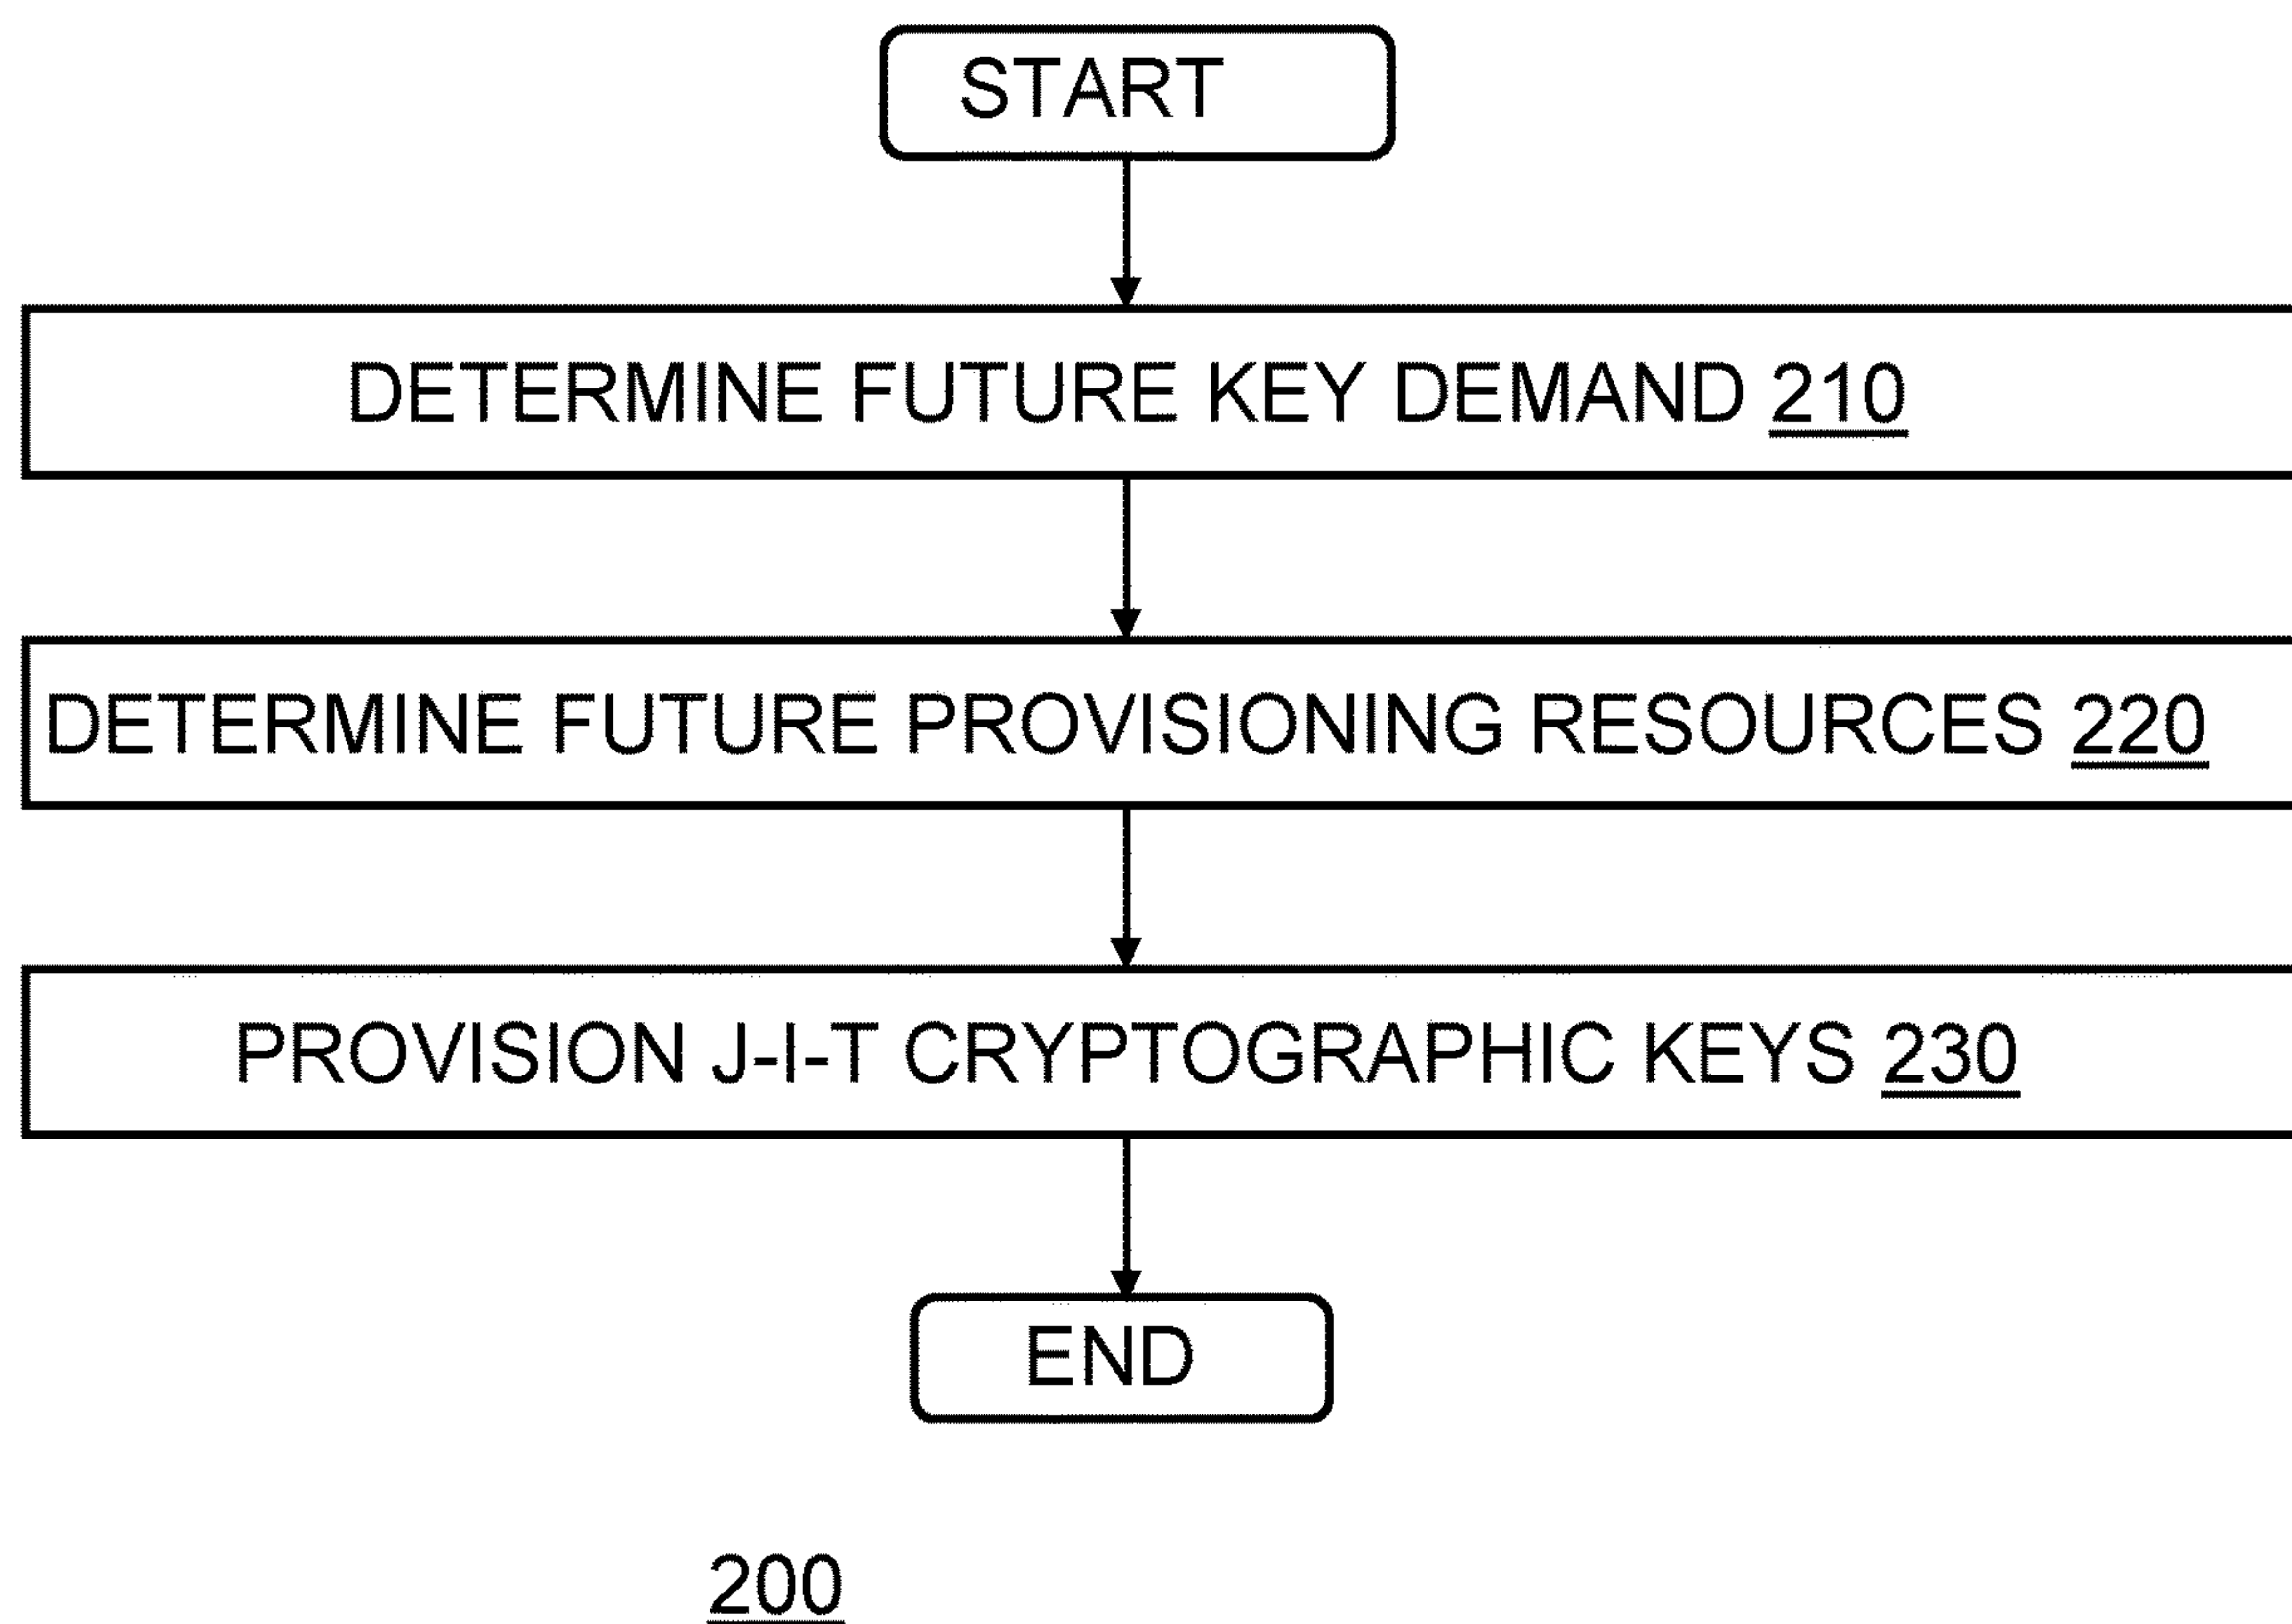 START
DETERMINE FUTURE KEY DEMAND 210
DETERMINE FUTURE PROVISIONING RESOURCES 220
PROVISION J-I-T CRYPTOGRAPHIC KEYS 230
END
200